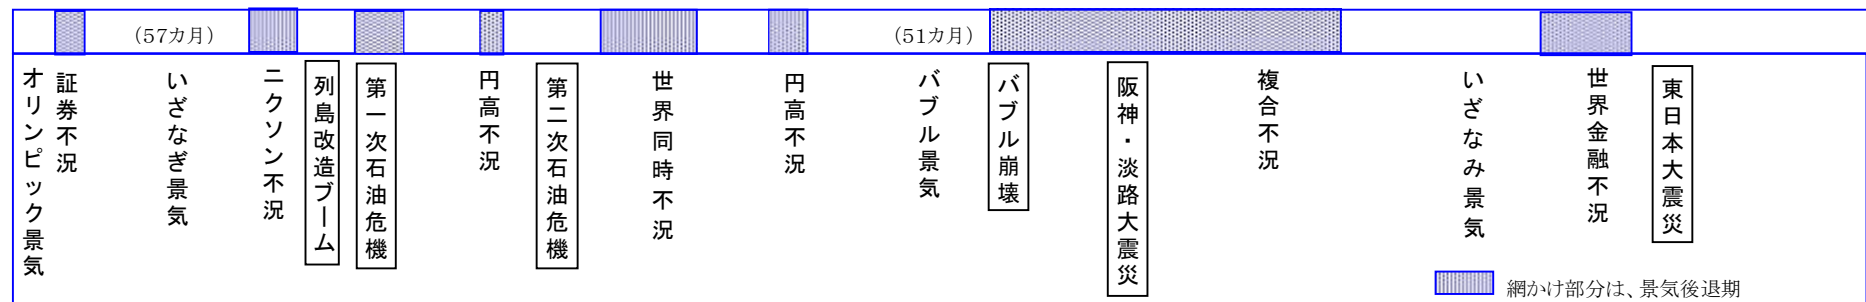 (57カ月)
(51カ月)
オリンピック景気
証券不況
いざなぎ景気
ニクソン不況
列島改造ブーム
第一次石油危機
円高不況
第二次石油危機
世界同時不況
円高不況
バブル景気
バブル崩壊
阪神・淡路大震災
複合不況
いざなみ景気
世界金融不況
東日本大震災
網かけ部分は、景気後退期